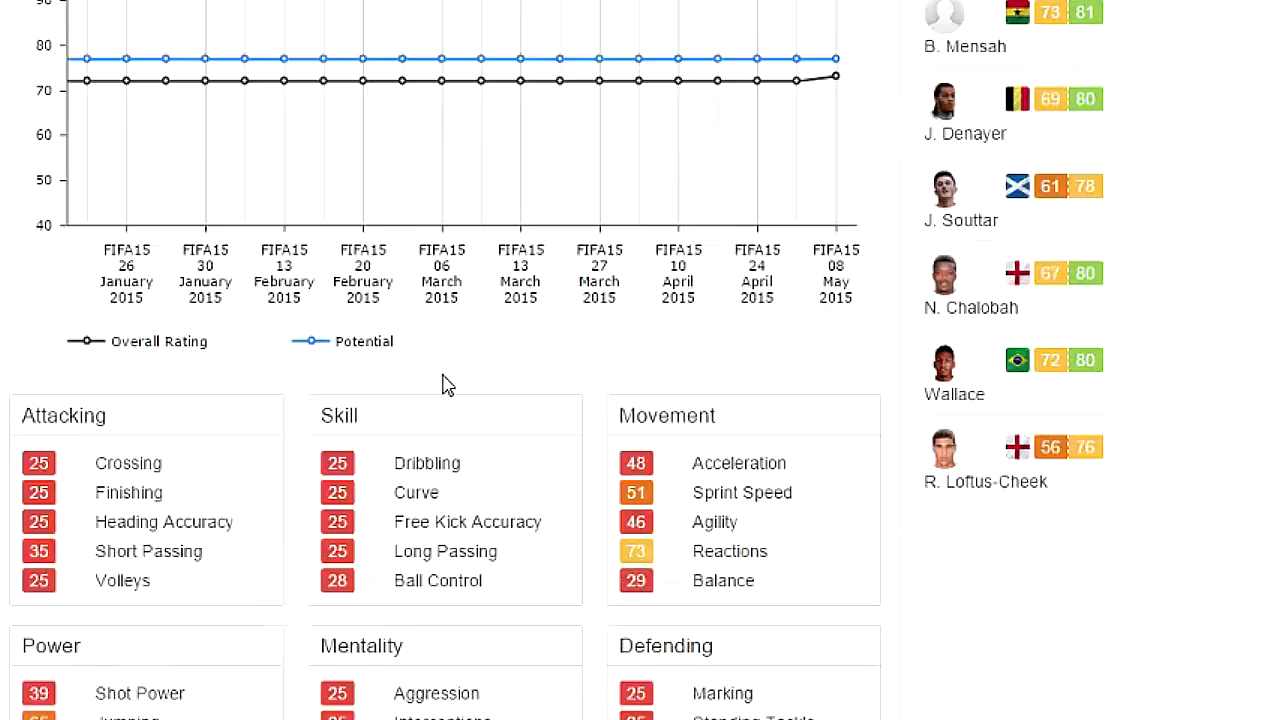 90
80
70
60
50
40
FIFA15 26 January 2015
FIFA15 30 January 2015
FIFA15 13 February 2015
FIFA15 20 February 2015
FIFA15 06 March 2015
FIFA15 13 March 2015
FIFA15 27 March 2015
FIFA15 10 April 2015
FIFA15 24 April 2015
FIFA15 08 May 2015
Overall Rating Potential
Attacking
25 Crossing
25 Finishing
25 Heading Accuracy
35 Short Passing
25 Volleys
Skill
25 Dribbling
25 Curve
25 Free Kick Accuracy
25 Long Passing
28 Ball Control
Movement
48 Acceleration
51 Sprint Speed
46 Agility
73 Reactions
29 Balance
Power
39 Shot Power
Jumping
Mentality
25 Aggression
Interceptions
Defending
25 Marking
Standing Tackle
73 81
B. Mensah
69 80
J. Denayer
61 78
J. Souttar
67 80
N. Chalobah
72 80
Wallace
56 76
R. Loftus-Cheek